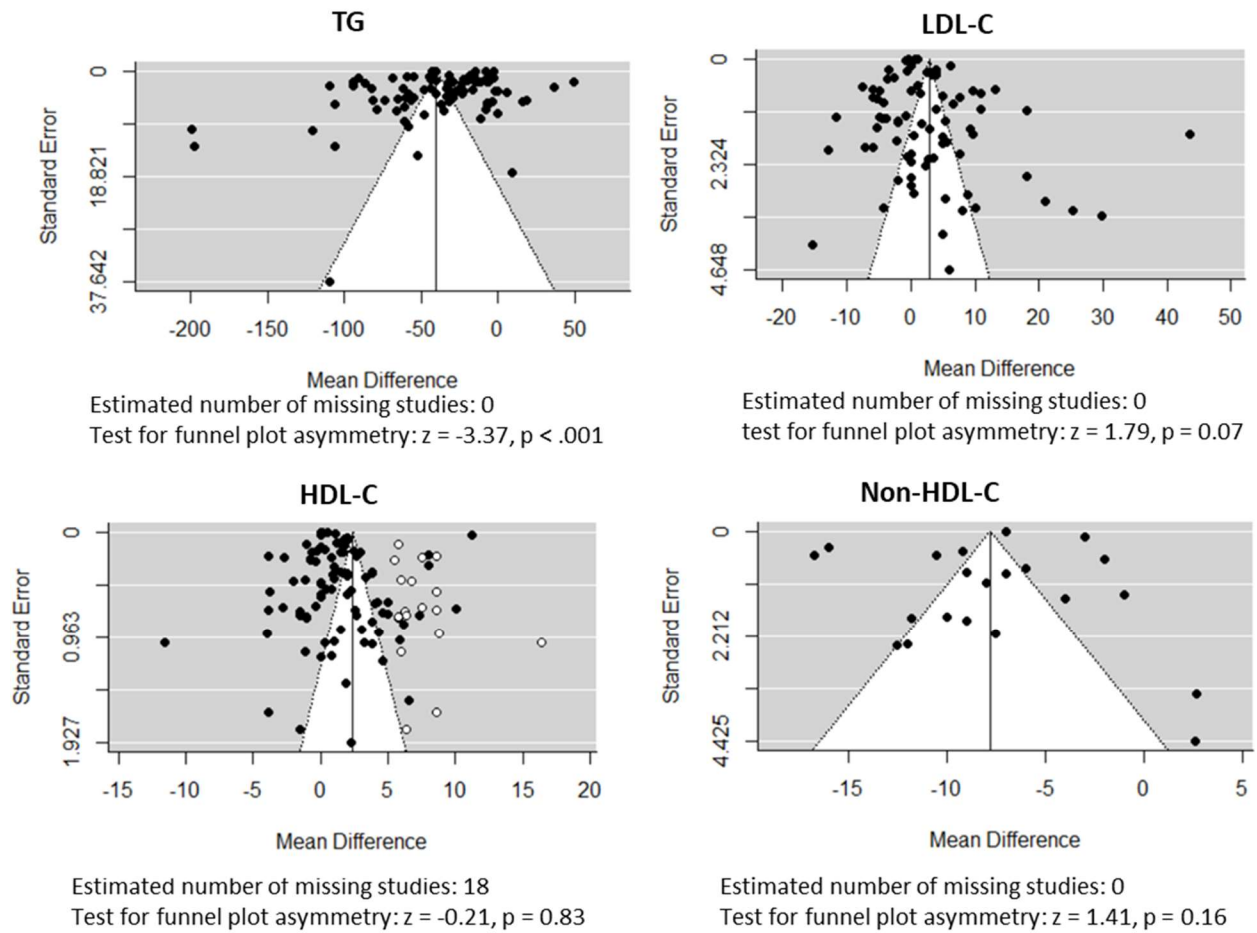 TG
0
18.821
37.642
Standard Error
-200 -150 -100 -50 0 50
Mean Difference
Estimated number of missing studies: 0
Test for funnel plot asymmetry: z = -3.37, p < .001
LDL-C
0
2.324
4.648
Standard Error
-20 -10 0 10 20 30 40 50
Mean Difference
Estimated number of missing studies: 0
test for funnel plot asymmetry: z = 1.79, p = 0.07
HDL-C
0
0.963
1.927
Standard Error
-15 -10 -5 0 5 10 15 20
Mean Difference
Estimated number of missing studies: 18
Test for funnel plot asymmetry: z = -0.21, p = 0.83
Non-HDL-C
0
2.212
4.425
Standard Error
-15 -10 -5 0 5
Mean Difference
Estimated number of missing studies: 0
Test for funnel plot asymmetry: z = 1.41, p = 0.16